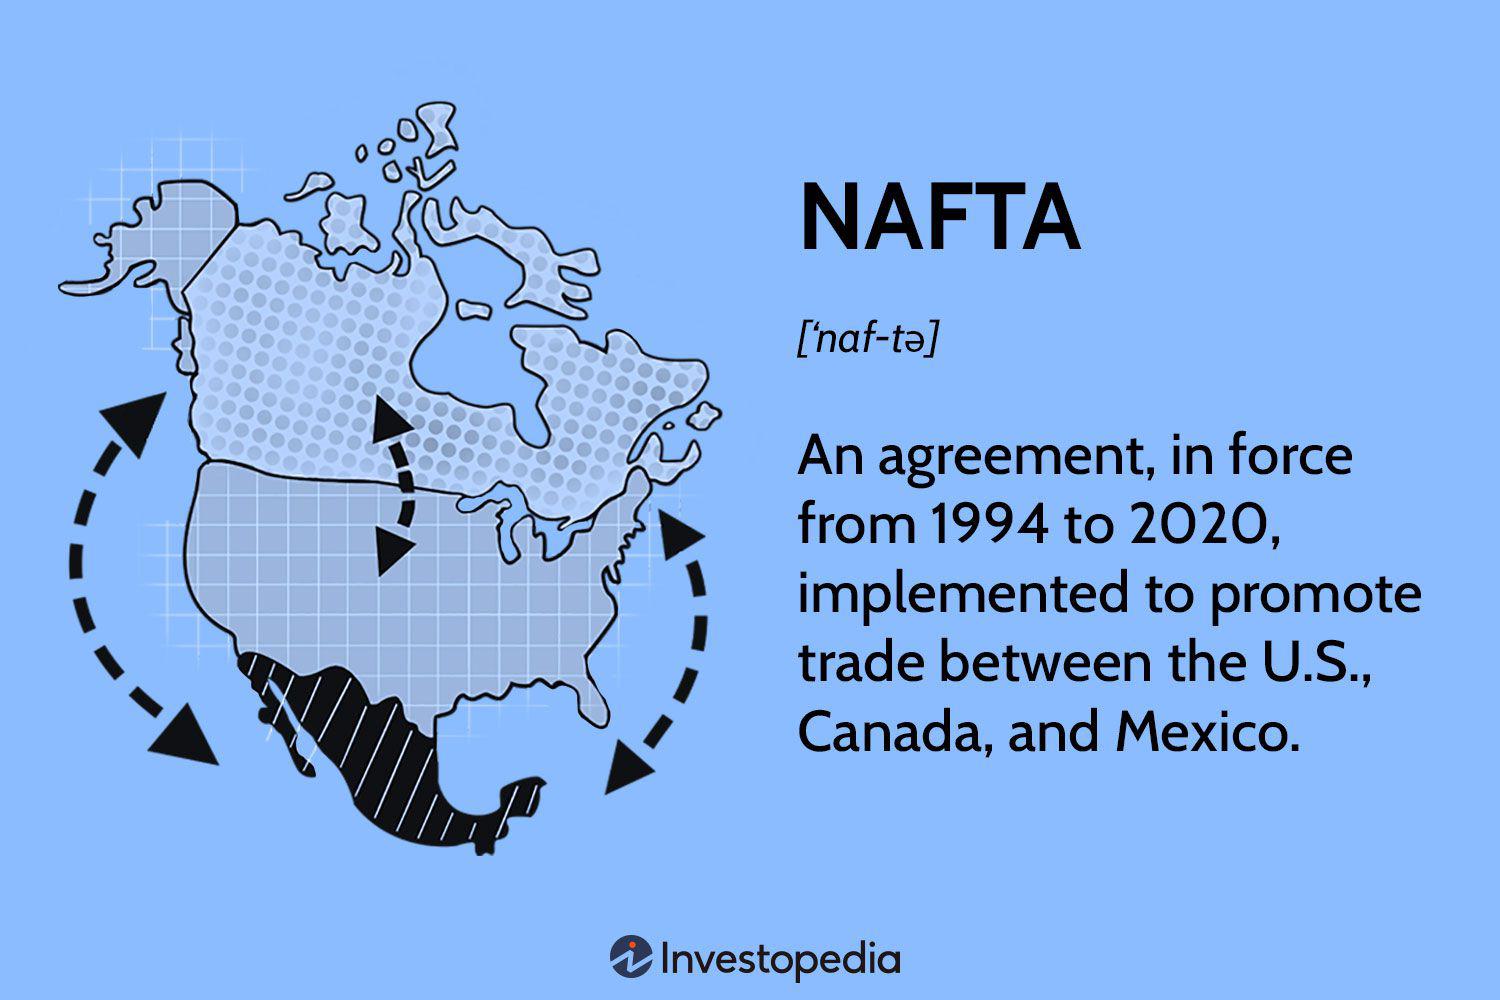 NAFTA
[‘naf-tə]
An agreement, in force
from 1994 to 2020,
implemented to promote
trade between the U.S.,
Canada, and Mexico.
Investopedia